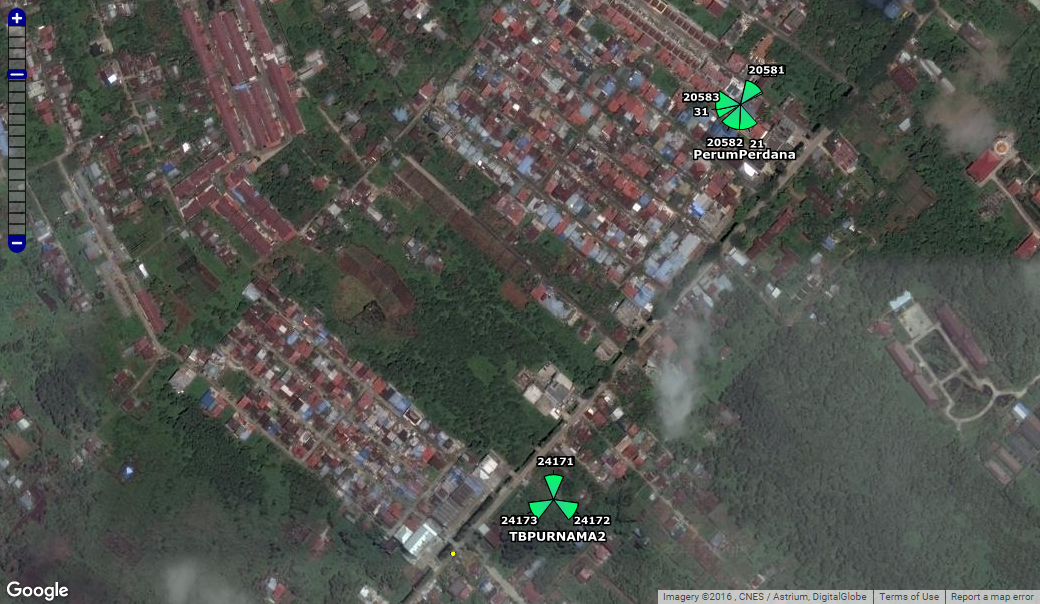 20581
20583
31
20582 21
PerumPerdana
24171
24173 24172
TBPURNAMA2
Google
Imagery ©2016 , CNES / Astrium, DigitalGlobe Terms of Use Report a map error